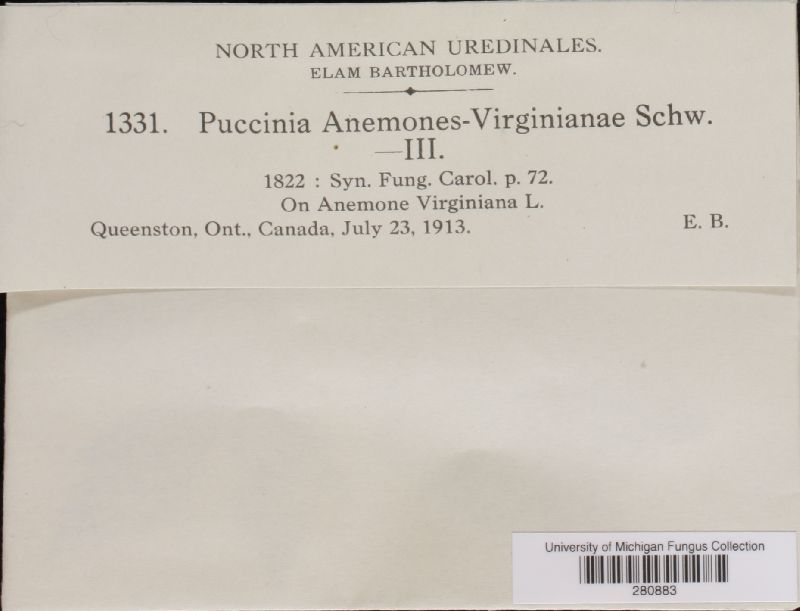 NORTH AMERICAN UREDINALES.
ELAM BARTHOLOMEW.
1331. Puccinia Anemones-Virginianae Schw.
—III.
1822 : Syn. Fung. Carol. p. 72.
On Anemone Virginiana L.
Queenston, Ont., Canada, July 23, 1913. E. B.
University of Michigan Fungus Collection
280883